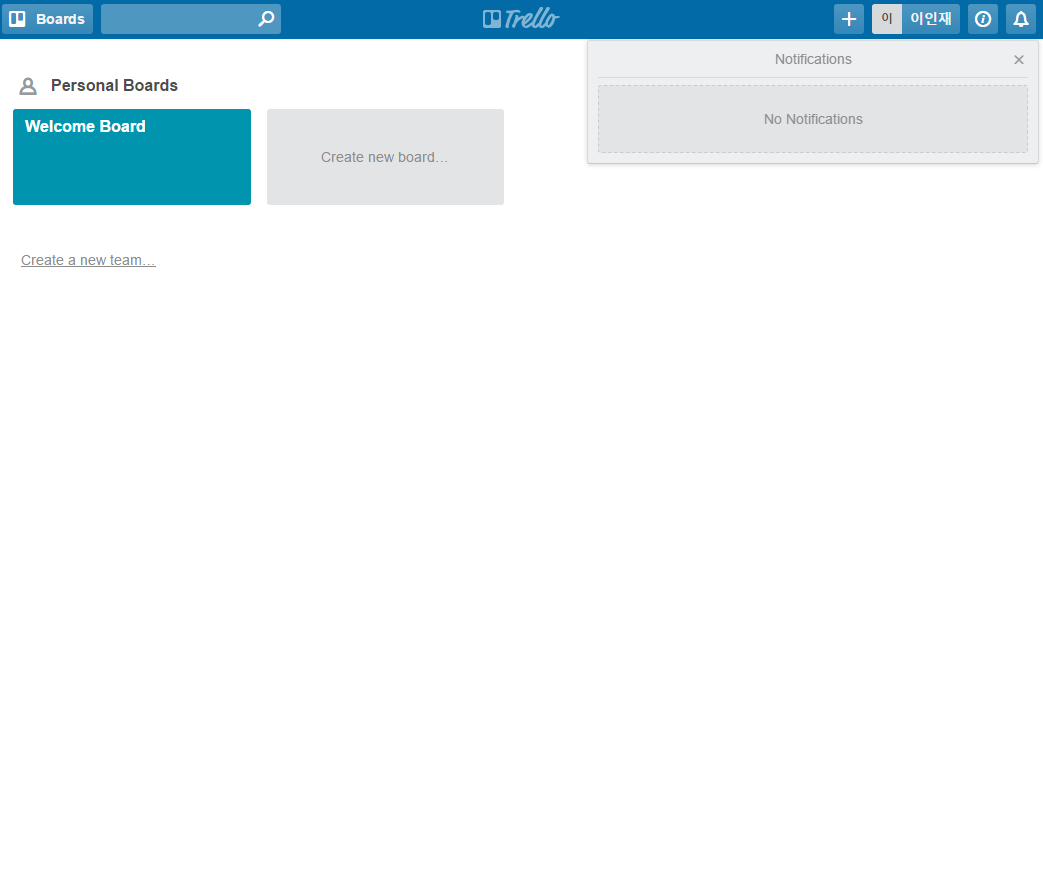 Boards
Trello
이 이인재
Notifications
No Notifications
Personal Boards
Welcome Board
Create new board…
Create a new team…